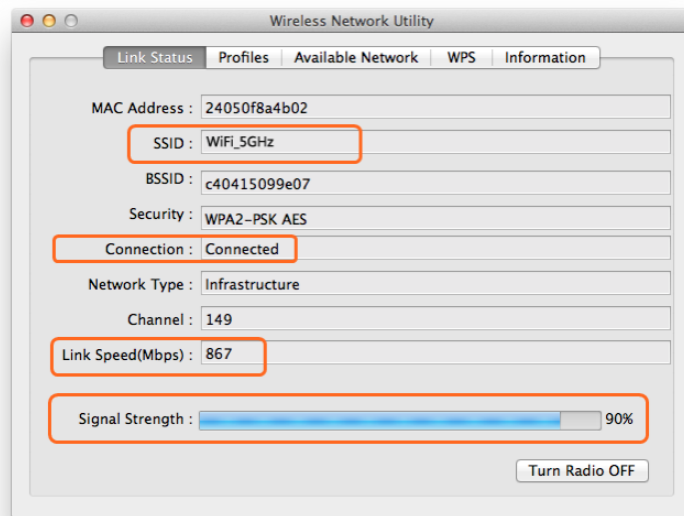 Wireless Network Utility
Link Status Profiles Available Network WPS Information
MAC Address : 24050f8a4b02
SSID : WiFi_5GHz
BSSID : c40415099e07
Security : WPA2-PSK AES
Connection : Connected
Network Type : Infrastructure
Channel : 149
Link Speed(Mbps) : 867
Signal Strength : 90%
Turn Radio OFF